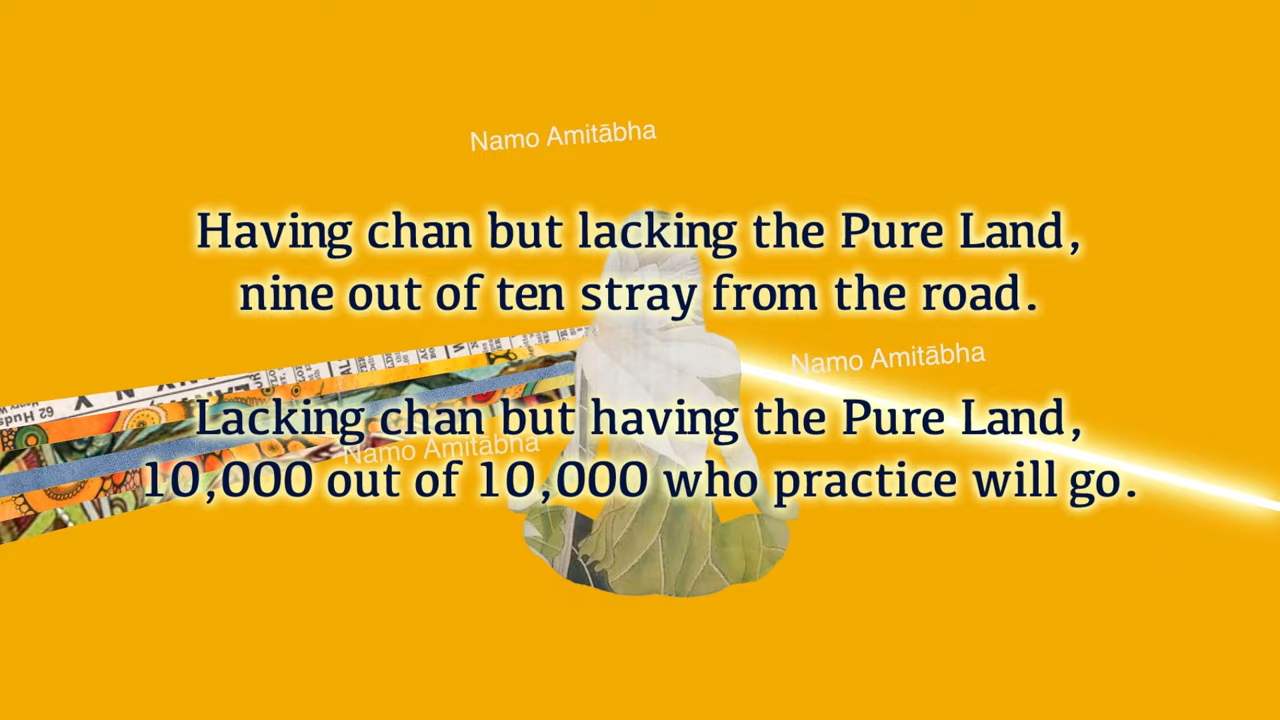 Namo Amitābha
Having chan but lacking the Pure Land,
nine out of ten stray from the road.
Namo Amitābha
Lacking chan but having the Pure Land,
Namo Amitābha
10,000 out of 10,000 who practice will go.